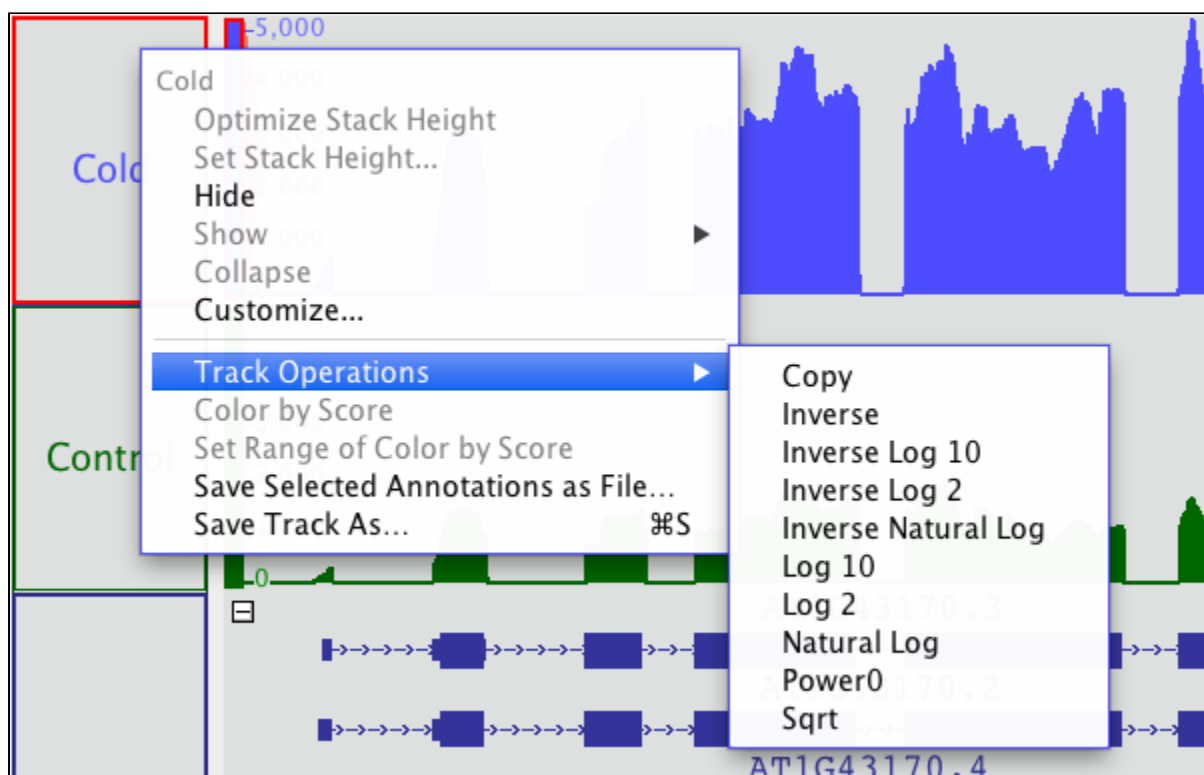 5,000
Cold
Cold
Optimize Stack Height
Set Stack Height...
Hide
Show
Collapse
Customize...
Track Operations
Color by Score
Set Range of Color by Score
Save Selected Annotations as File...
Save Track As... ⌘S
Control
Copy
Inverse
Inverse Log 10
Inverse Log 2
Inverse Natural Log
Log 10
Log 2
Natural Log
Power0
Sqrt
0
AT1G43170.3
AT1G43170.2
AT1G43170.4